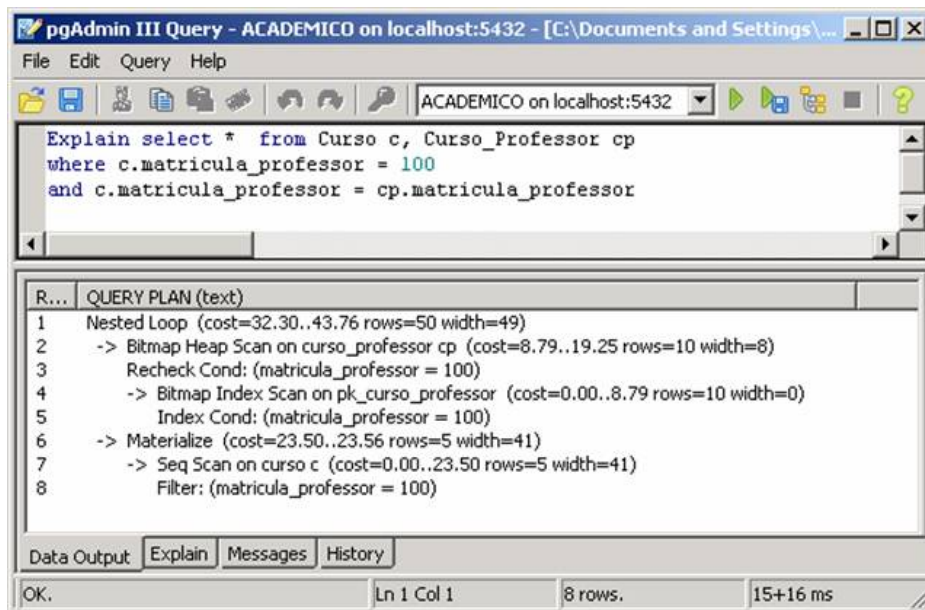 pgAdmin III Query - ACADEMICO on localhost:5432 - [C:\Documents and Settings\...
File Edit Query Help
ACADEMICO on localhost:5432
Explain select * from Curso c, Curso_Professor cp
where c.matricula_professor = 100
and c.matricula_professor = cp.matricula_professor
R... QUERY PLAN (text)
1 Nested Loop (cost=32.30..43.76 rows=50 width=49)
2 -> Bitmap Heap Scan on curso_professor cp (cost=8.79..19.25 rows=10 width=8)
3 Recheck Cond: (matricula_professor = 100)
4 -> Bitmap Index Scan on pk_curso_professor (cost=0.00..8.79 rows=10 width=0)
5 Index Cond: (matricula_professor = 100)
6 -> Materialize (cost=23.50..23.56 rows=5 width=41)
7 -> Seq Scan on curso c (cost=0.00..23.50 rows=5 width=41)
8 Filter: (matricula_professor = 100)
Data Output Explain Messages History
OK. Ln 1 Col 1 8 rows. 15+16 ms